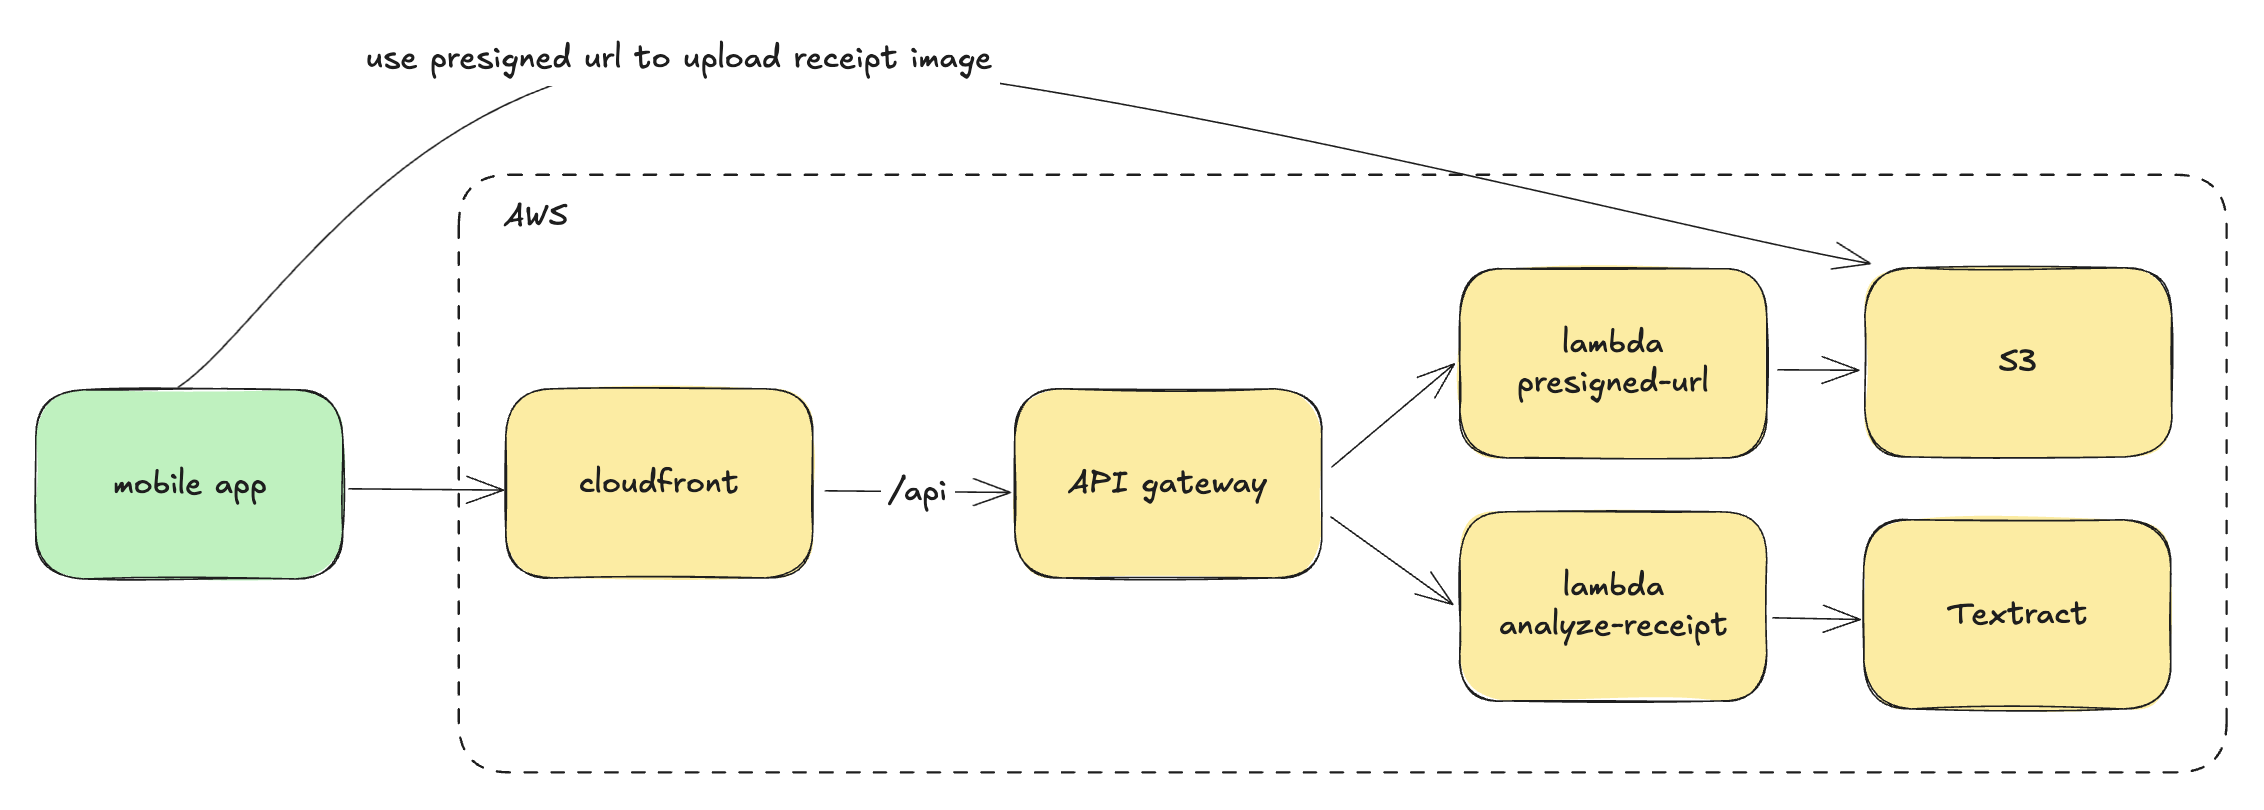 use presigned url to upload receipt image
AWS
mobile app
cloudfront
/api
API gateway
lambda
presigned-url
S3
lambda
analyze-receipt
Textract